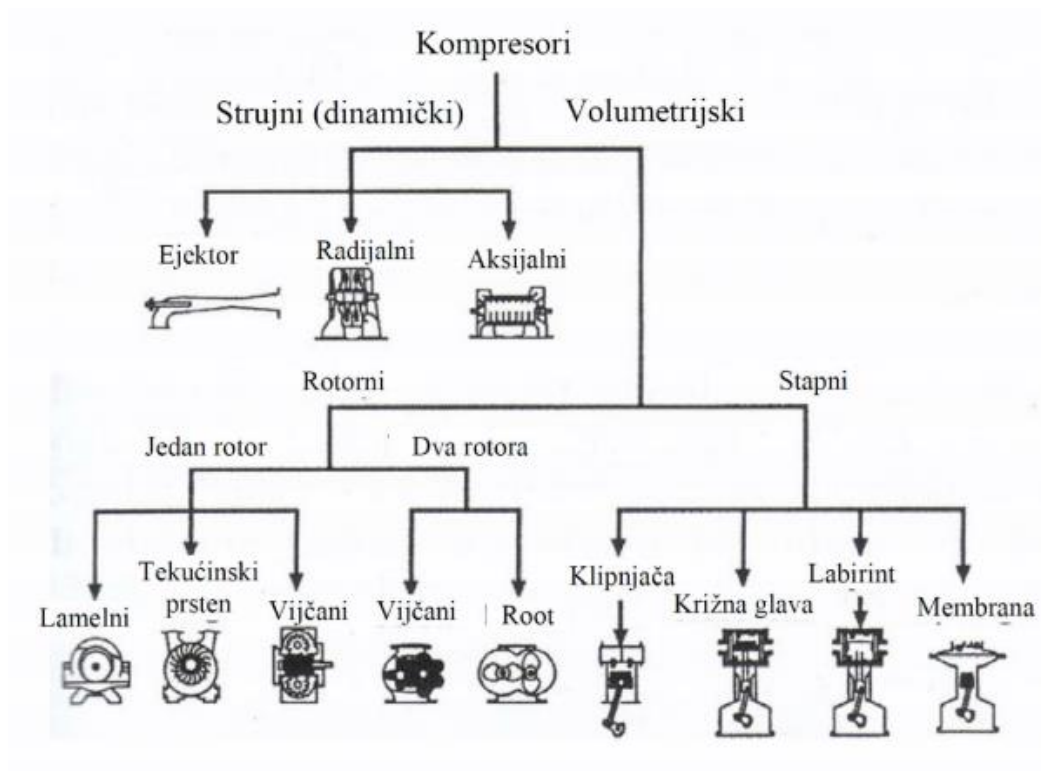 Kompresori
Strujni (dinamički)
Volumetrijski
Ejektor
Radijalni
Aksijalni
Rotorni
Stapni
Jedan rotor
Dva rotora
Lamelni
Tekućinski
prsten
Vijčani
Vijčani
Root
Klipnjača
Križna glava
Labirint
Membrana